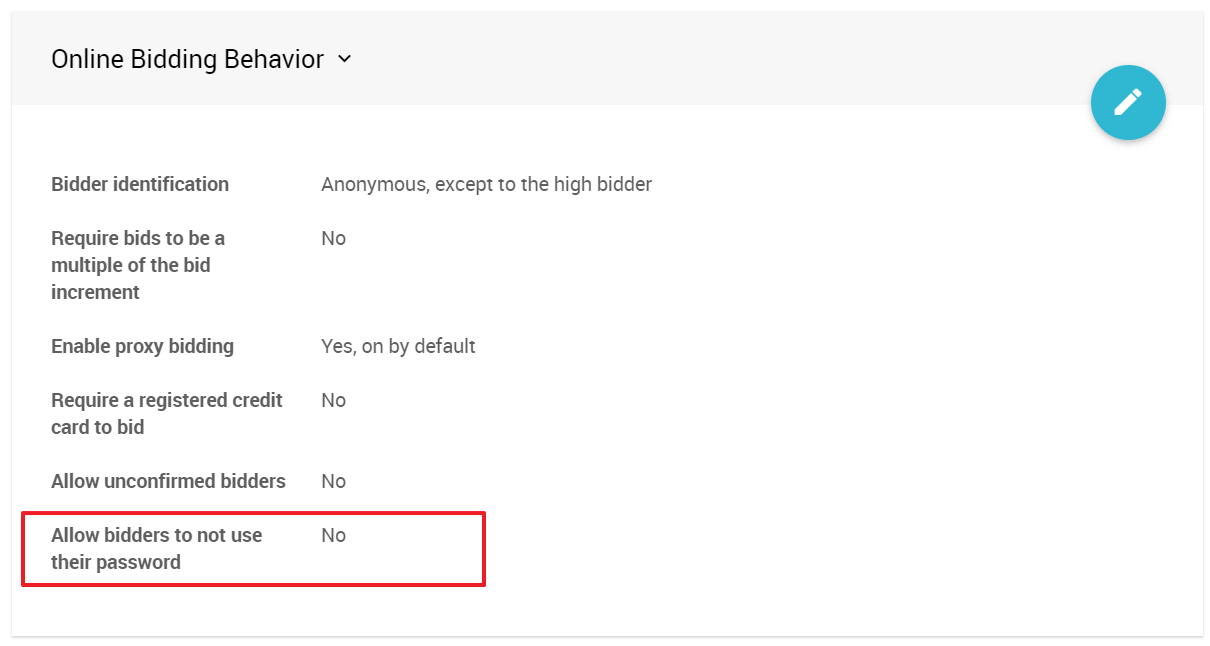 Online Bidding Behavior
Bidder identification Anonymous, except to the high bidder
Require bids to be a No
multiple of the bid
increment
Enable proxy bidding Yes, on by default
Require a registered credit No
card to bid
Allow unconfirmed bidders No
Allow bidders to not use No
their password